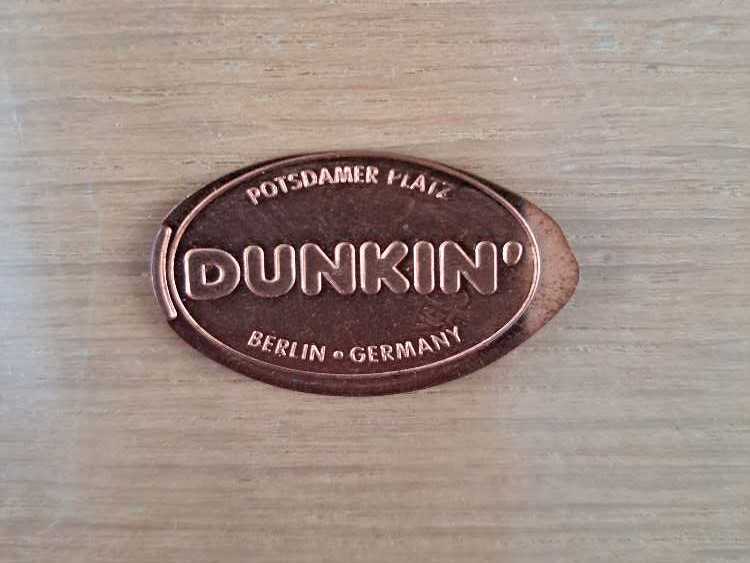 POTSDAMER PLATZ
DUNKIN'
BERLIN • GERMANY